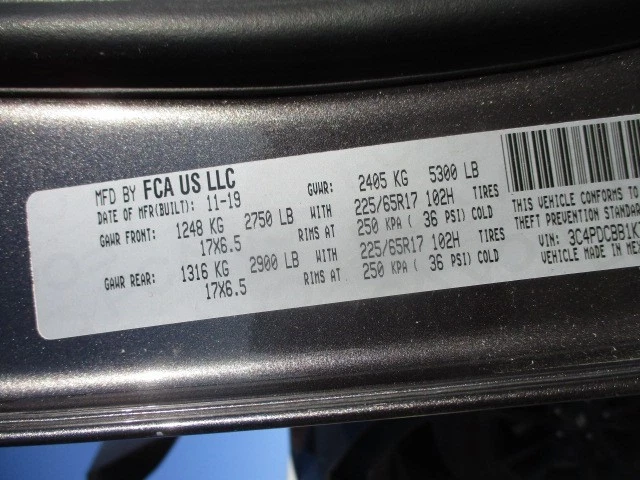 MFD BY FCA US LLC GVWR: 2405 KG 5300 LB
DATE OF MFR(BUILT): 11-19
GAWR FRONT: 1248 KG 2750 LB WITH 225/65R17 102H TIRES
17X6.5 RIMS AT 250 KPA ( 36 PSI) COLD
GAWR REAR: 1316 KG 2900 LB WITH 225/65R17 102H TIRES
17X6.5 RIMS AT 250 KPA ( 36 PSI) COLD
THIS VEHICLE CONFORMS TO
THEFT PREVENTION STANDAR
VIN: 3C4PDCBB1K
VEHICLE MADE IN ME